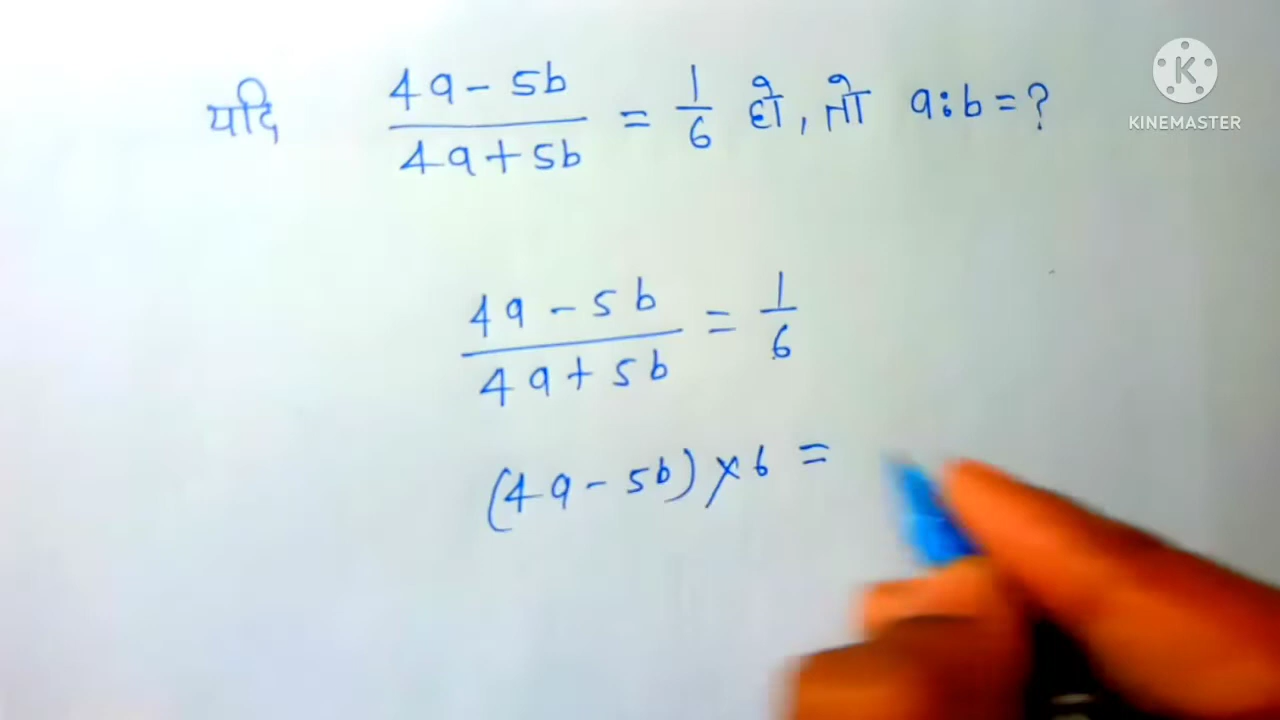 यदि (4a - 5b)/(4a + 5b) = 1/6 हो, तो a:b = ?
KINEMASTER
(4a - 5b)/(4a + 5b) = 1/6
(4a - 5b) × 6 =